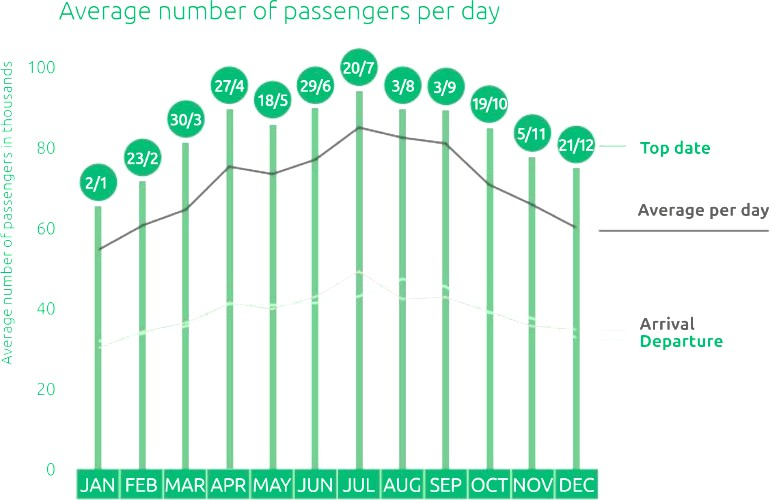 Average number of passengers per day
Average number of passengers in thousands
100
80
60
40
20
0
2/1
23/2
30/3
27/4
18/5
29/6
20/7
3/8
3/9
19/10
5/11
21/12
Top date
Average per day
Arrival
Departure
JAN FEB MAR APR MAY JUN JUL AUG SEP OCT NOV DEC